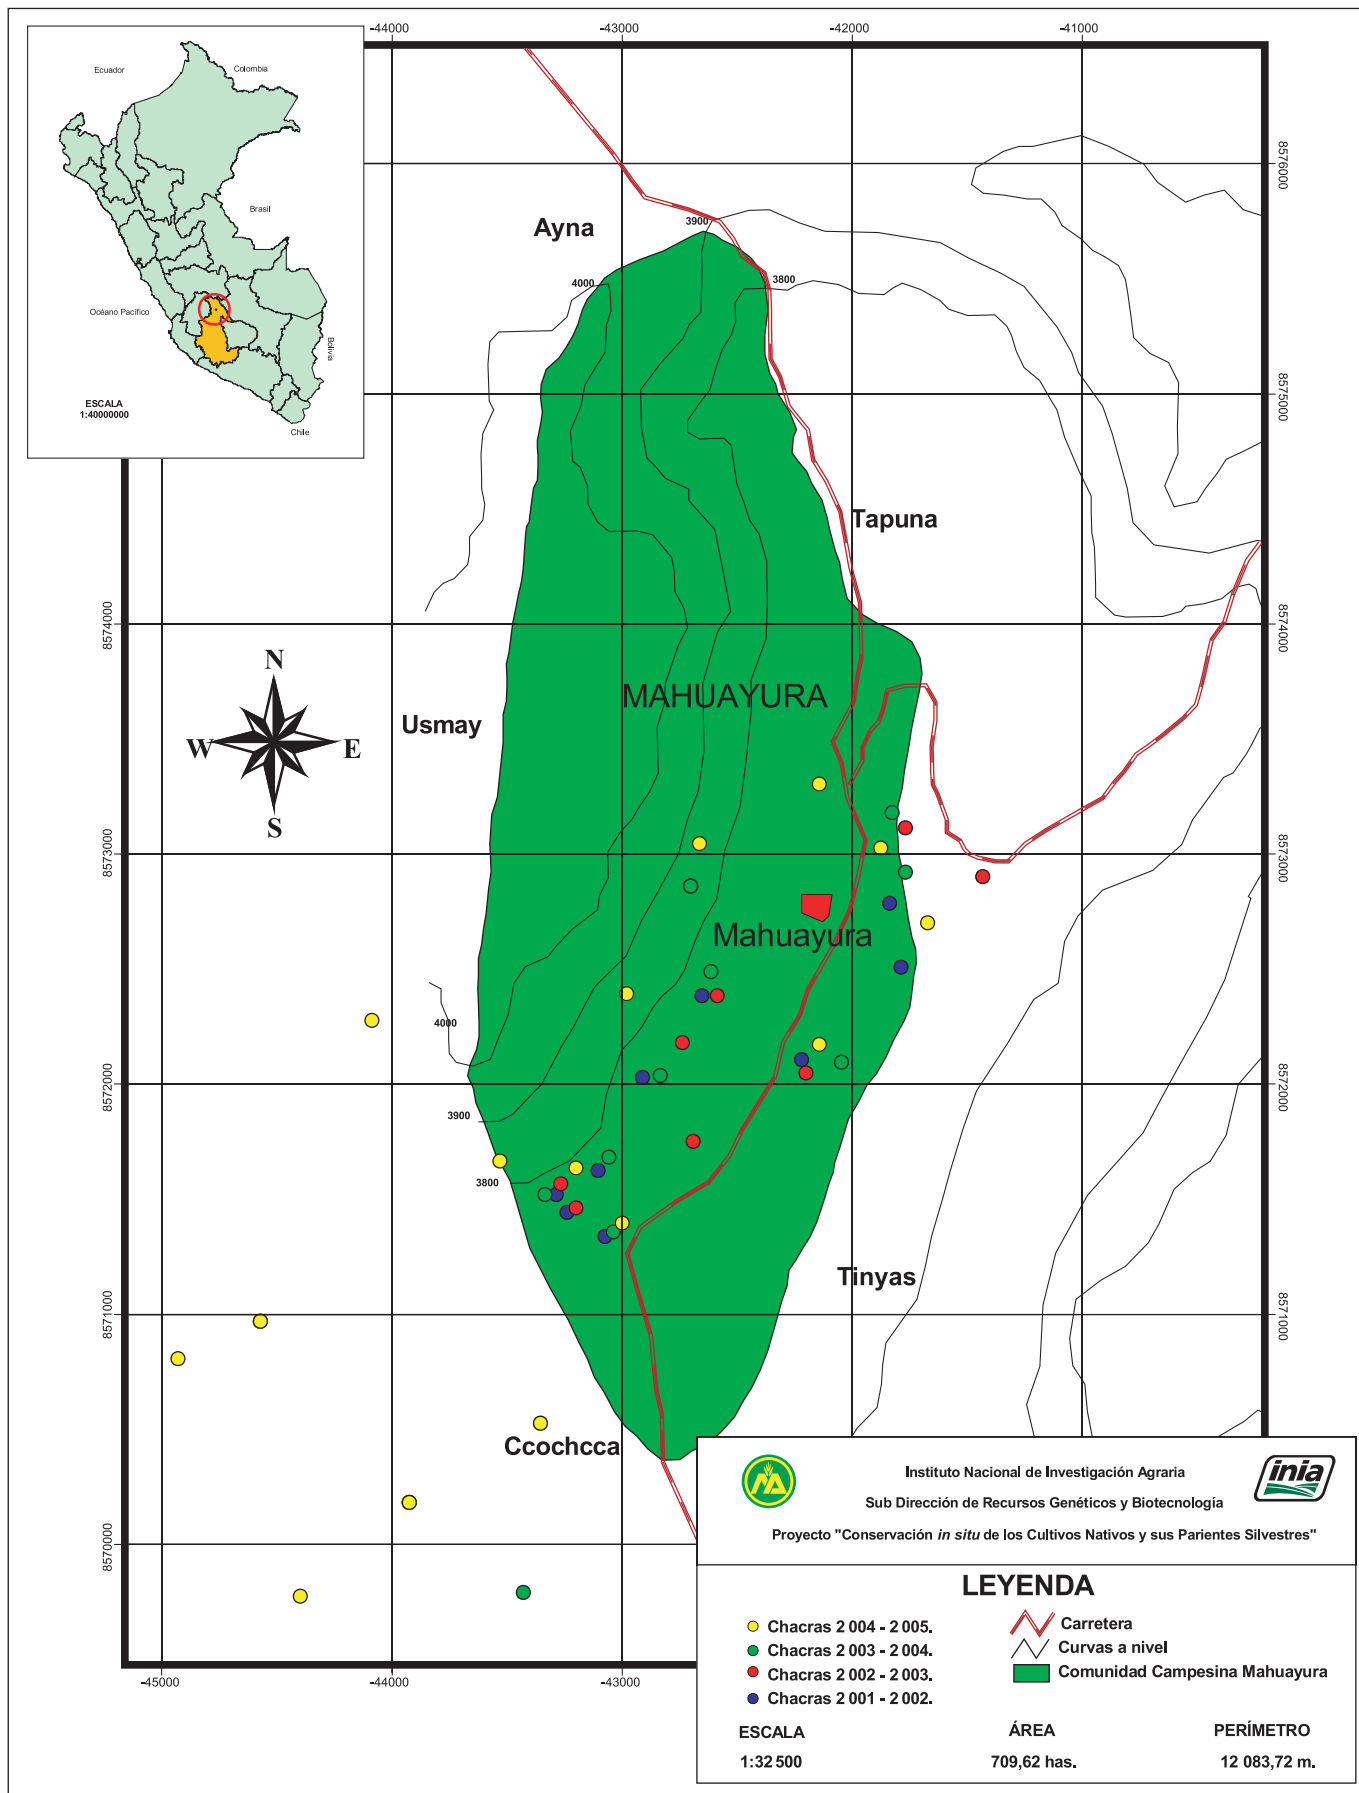 -44000
-43000
-42000
-41000
Ecuador
Colombia
Brasil
Océano Pacífico
Bolivia
Chile
ESCALA
1:40000000
8576000
8575000
8574000
8573000
8572000
8571000
8575000
8574000
8573000
8572000
8571000
8570000
Ayna
3900
4000
3800
Tapuna
N
W
E
S
Usmay
MAHUAYURA
Mahuayura
4000
3900
3800
Tinyas
Ccochcca
-45000
-44000
-43000
Instituto Nacional de Investigación Agraria
Sub Dirección de Recursos Genéticos y Biotecnología
Proyecto "Conservación in situ de los Cultivos Nativos y sus Parientes Silvestres"
inia
LEYENDA
Chacras 2 004 - 2 005.
Chacras 2 003 - 2 004.
Chacras 2 002 - 2 003.
Chacras 2 001 - 2 002.
Carretera
Curvas a nivel
Comunidad Campesina Mahuayura
ESCALA
1:32 500
ÁREA
709,62 has.
PERÍMETRO
12 083,72 m.